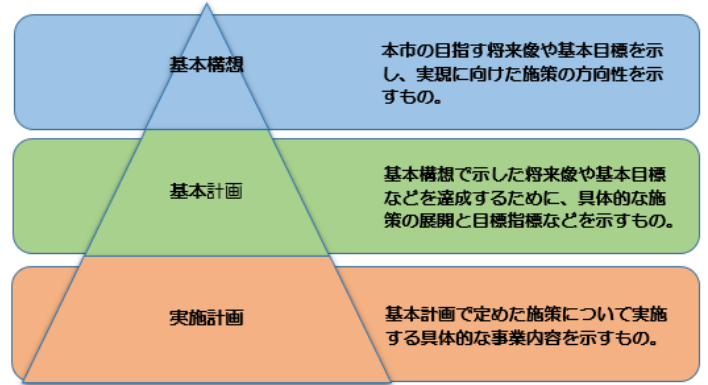 基本構想
本市の目指す将来像や基本目標を示
し、実現に向けた施策の方向性を示
すもの。
基本計画
基本構想で示した将来像や基本目標
などを達成するために、具体的な施
策の展開と目標指標などを示すもの。
実施計画
基本計画で定めた施策について実施
する具体的な事業内容を示すもの。